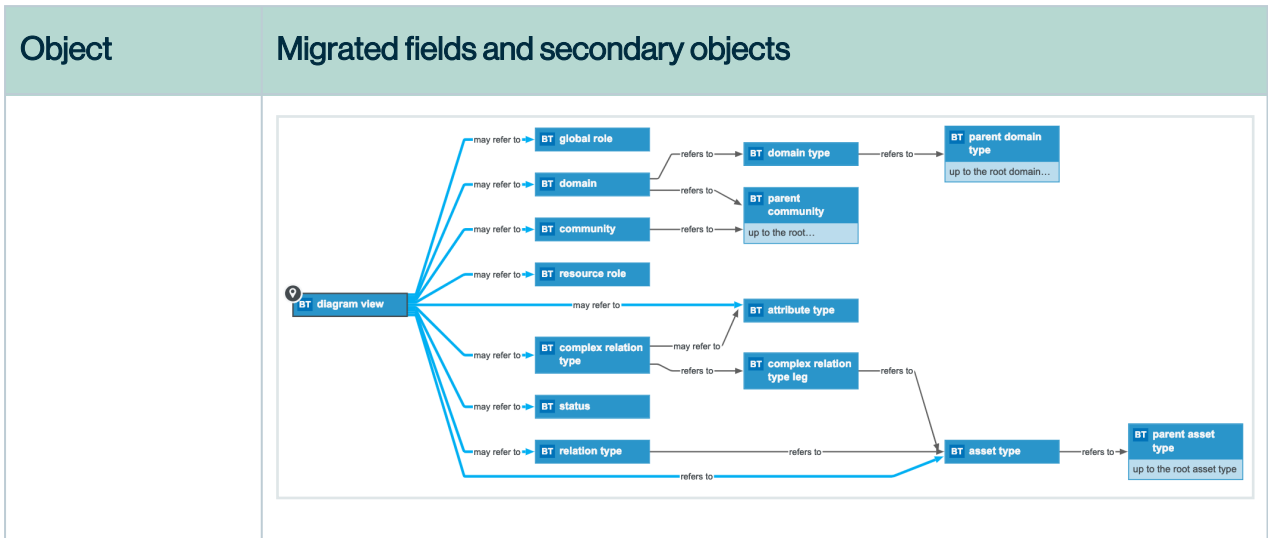 Object
Migrated fields and secondary objects
may refer to
BT global role
may refer to
BT domain
refers to
BT domain type
refers to
BT parent domain
type
up to the root domain…
refers to
BT parent
community
up to the root…
may refer to
BT community
refers to
may refer to
BT resource role
BT diagram view
may refer to
BT attribute type
may refer to
BT complex relation
type
may refer to
refers to
BT complex relation
type leg
refers to
may refer to
BT status
may refer to
BT relation type
refers to
BT asset type
refers to
BT parent asset
type
up to the root asset type
refers to